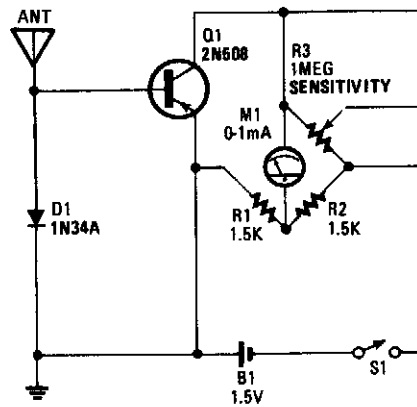 ANT
Q1
2N508
R3
1MEG
SENSITIVITY
M1
0-1mA
D1
1N34A
R1
1.5K
R2
1.5K
B1
1.5V
S1